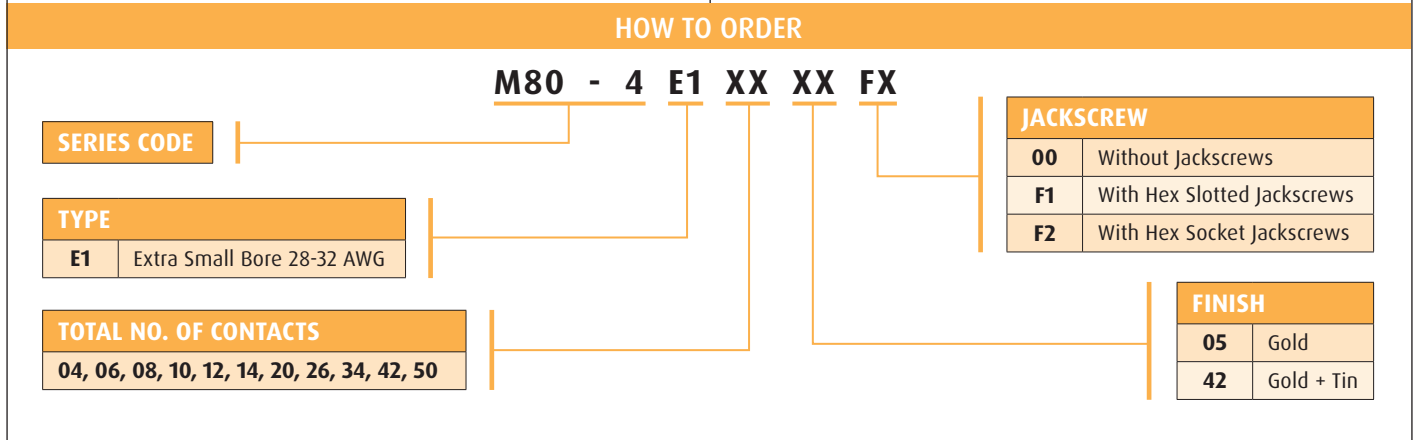 HOW TO ORDER
M80 - 4 E1 XX XX FX
SERIES CODE
TYPE
E1 Extra Small Bore 28-32 AWG
TOTAL NO. OF CONTACTS
04, 06, 08, 10, 12, 14, 20, 26, 34, 42, 50
JACKSCREW
00 Without Jackscrews
F1 With Hex Slotted Jackscrews
F2 With Hex Socket Jackscrews
FINISH
05 Gold
42 Gold + Tin